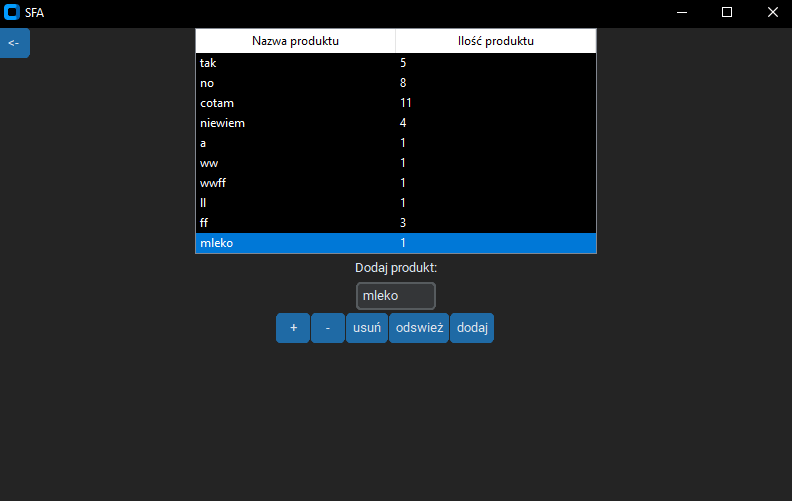 SFA
<-
Nazwa produktu Ilość produktu
tak 5
no 8
cotam 11
niewiem 4
a 1
ww 1
wwff 1
ll 1
ff 3
mleko 1
Dodaj produkt:
mleko
+ - usuń odswież dodaj